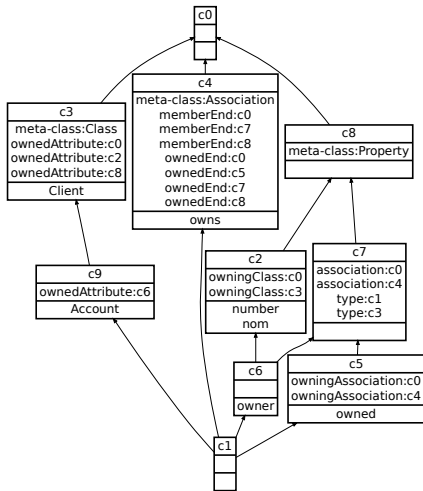 c0
c4
meta-class:Association
memberEnd:c0
memberEnd:c7
memberEnd:c8
ownedEnd:c0
ownedEnd:c5
ownedEnd:c7
ownedEnd:c8
owns
c3
meta-class:Class
ownedAttribute:c0
ownedAttribute:c2
ownedAttribute:c8
Client
c8
meta-class:Property
c2
owningClass:c0
owningClass:c3
number
nom
c7
association:c0
association:c4
type:c1
type:c3
c9
ownedAttribute:c6
Account
c6
owner
c5
owningAssociation:c0
owningAssociation:c4
owned
c1